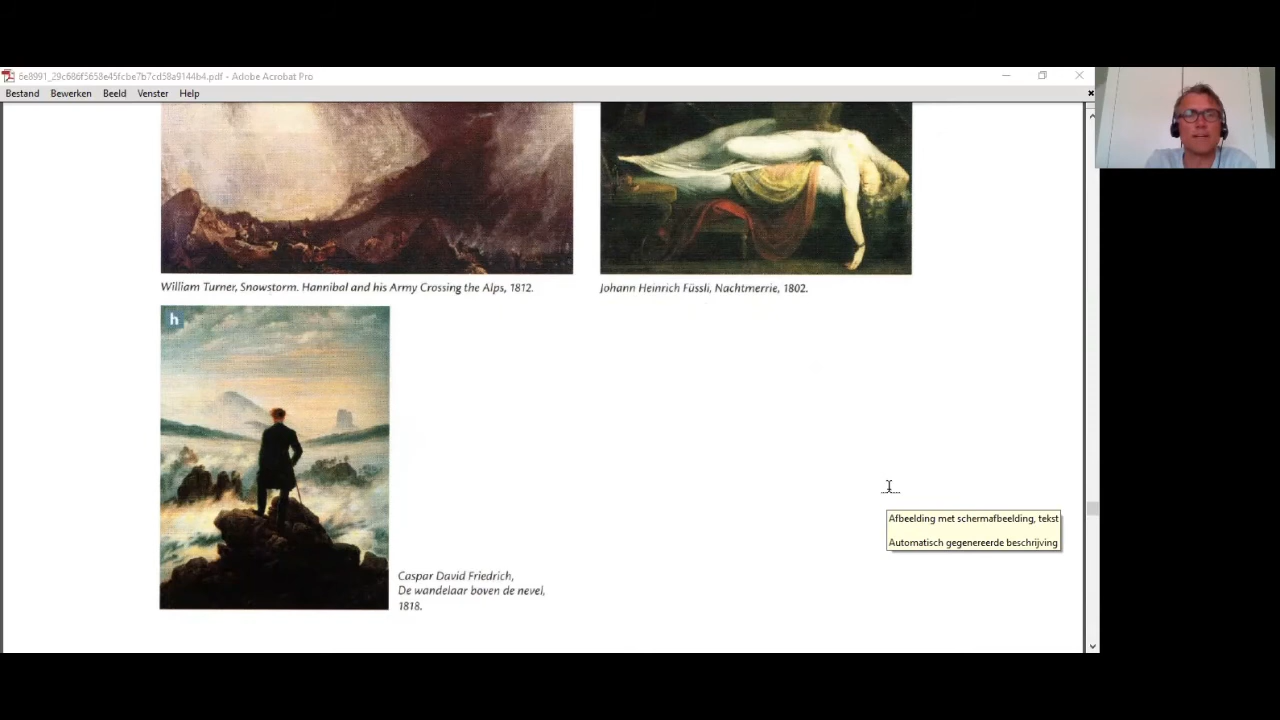 5e8991_29c686f5658e45fcbe7b7cd58a9144b4.pdf - Adobe Acrobat Pro
Bestand Bewerken Beeld Venster Help
William Turner, Snowstorm. Hannibal and his Army Crossing the Alps, 1812.
Johann Heinrich Füssli, Nachtmerrie, 1802.
h
Caspar David Friedrich,
De wandelaar boven de nevel,
1818.
Afbeelding met schermafbeelding, tekst
Automatisch gegenereerde beschrijving